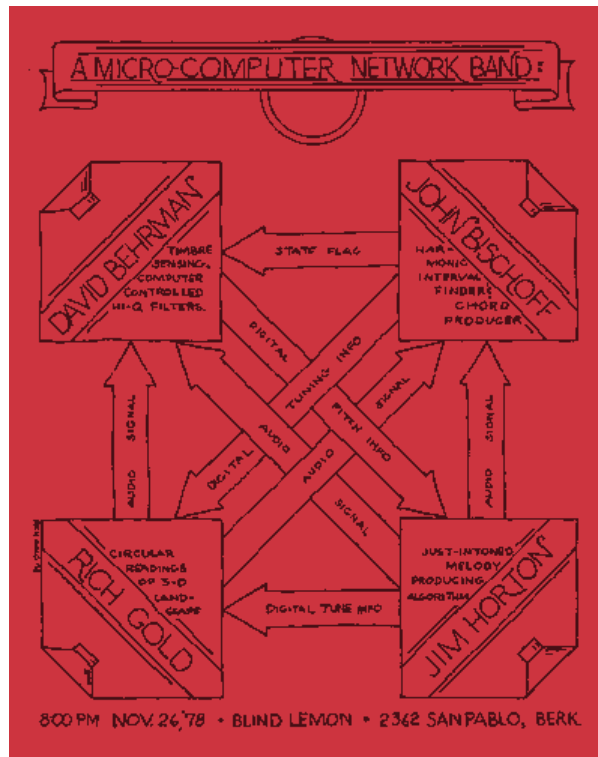 A MICRO-COMPUTER NETWORK BAND:
DAVID BEHRMAN
TIMBRE
SENSING,
COMPUTER
CONTROLLED
HI-Q FILTERS.
JOHN BISCHOFF
HAR-
MONIC
INTERVAL
FINDER &
CHORD
PRODUCER
STATE FLAG
DIGITAL PITCH INFO
DIGITAL TUNING INFO
AUDIO SIGNAL
AUDIO SIGNAL
AUDIO SIGNAL
AUDIO SIGNAL
RICH GOLD
CIRCULAR
READINGS
OF 3-D
LAND-
SCAPE
DIGITAL TUNE INFO
JIM HORTON
JUST-INTONED
MELODY
PRODUCING
ALGORITHM
8:00 PM NOV. 26,'78 • BLIND LEMON • 2362 SAN PABLO, BERK.